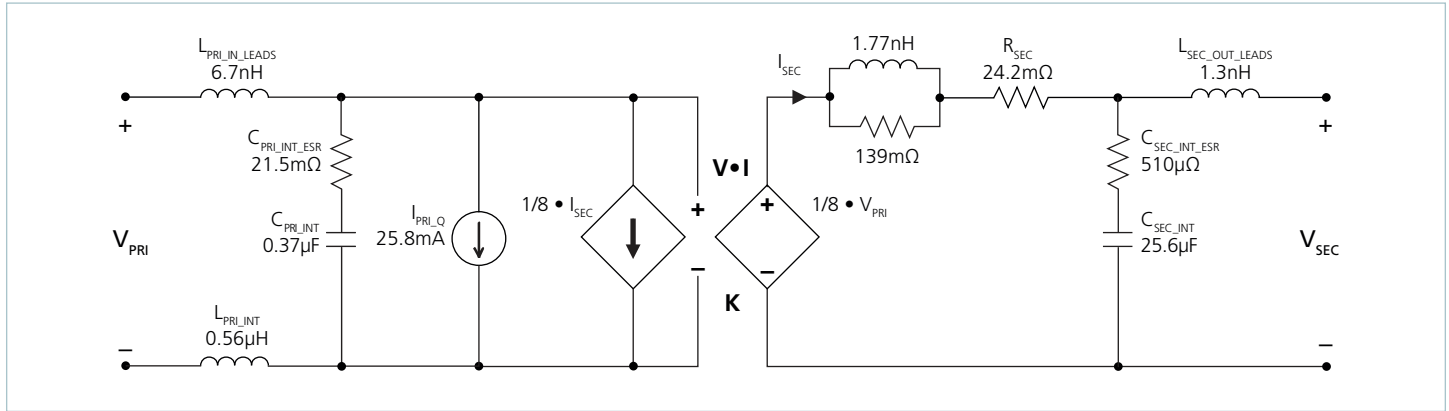 L_PRI_IN_LEADS
6.7nH
+
C_PRI_INT_ESR
21.5mΩ
C_PRI_INT
0.37µF
V_PRI
L_PRI_INT
0.56µH
–
I_PRI_Q
25.8mA
1/8 • I_SEC
V•I
+
–
K
+
–
1/8 • V_PRI
I_SEC
1.77nH
139mΩ
R_SEC
24.2mΩ
L_SEC_OUT_LEADS
1.3nH
+
C_SEC_INT_ESR
510µΩ
C_SEC_INT
25.6µF
V_SEC
–